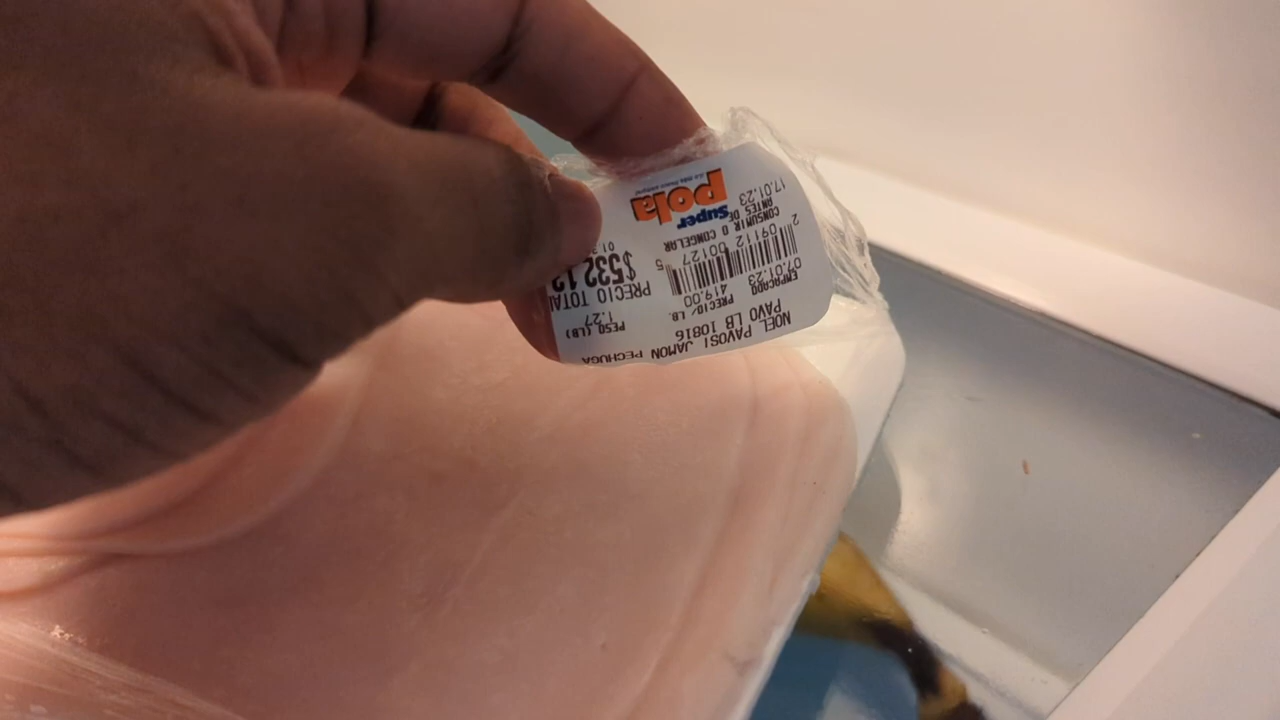 NOEL PAVOSI JAMON PECHUGA
PAVO LB 10816
EMPACADO
07.01.23
PRECIO/LB.
419.00
PESO (LB)
1.27
2 09112 00127 5
PRECIO TOTAL
$532.13
CONSUMIR O CONGELAR
ANTES DE
17.01.23
Super
pola